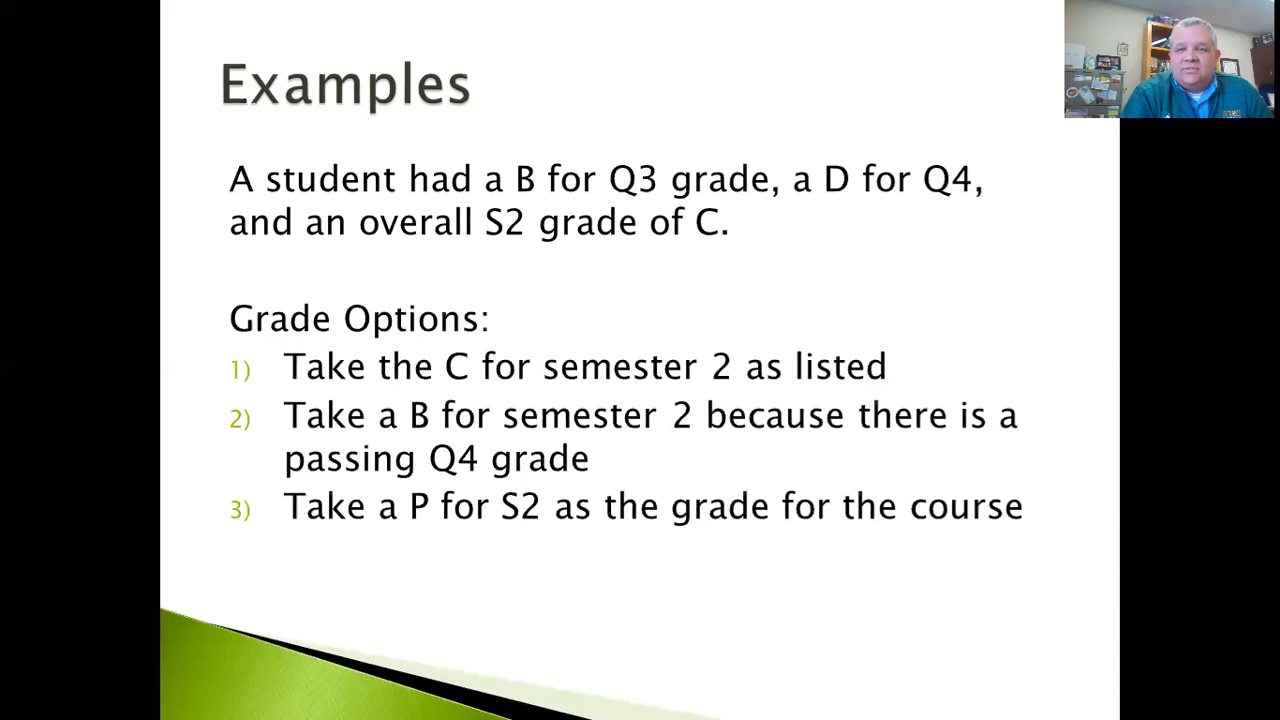 Examples
A student had a B for Q3 grade, a D for Q4,
and an overall S2 grade of C.
Grade Options:
1) Take the C for semester 2 as listed
2) Take a B for semester 2 because there is a
passing Q4 grade
3) Take a P for S2 as the grade for the course